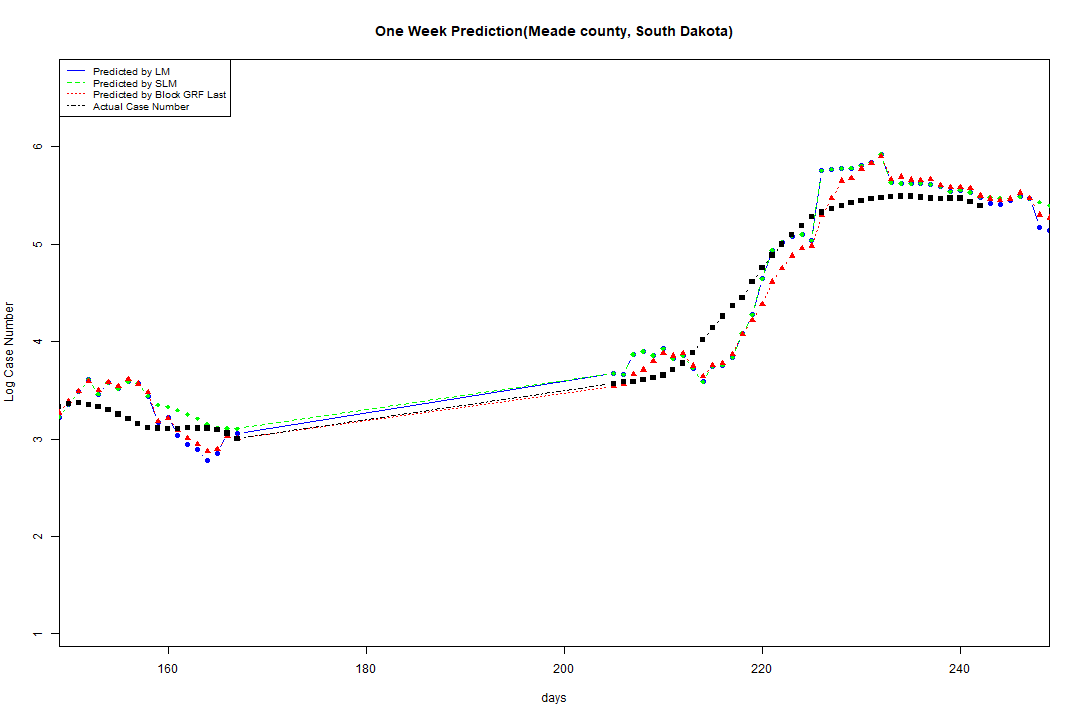 One Week Prediction(Meade county, South Dakota)
Predicted by LM
Predicted by SLM
Predicted by Block GRF Last
Actual Case Number
6
5
4
3
2
1
Log Case Number
160 180 200 220 240
days